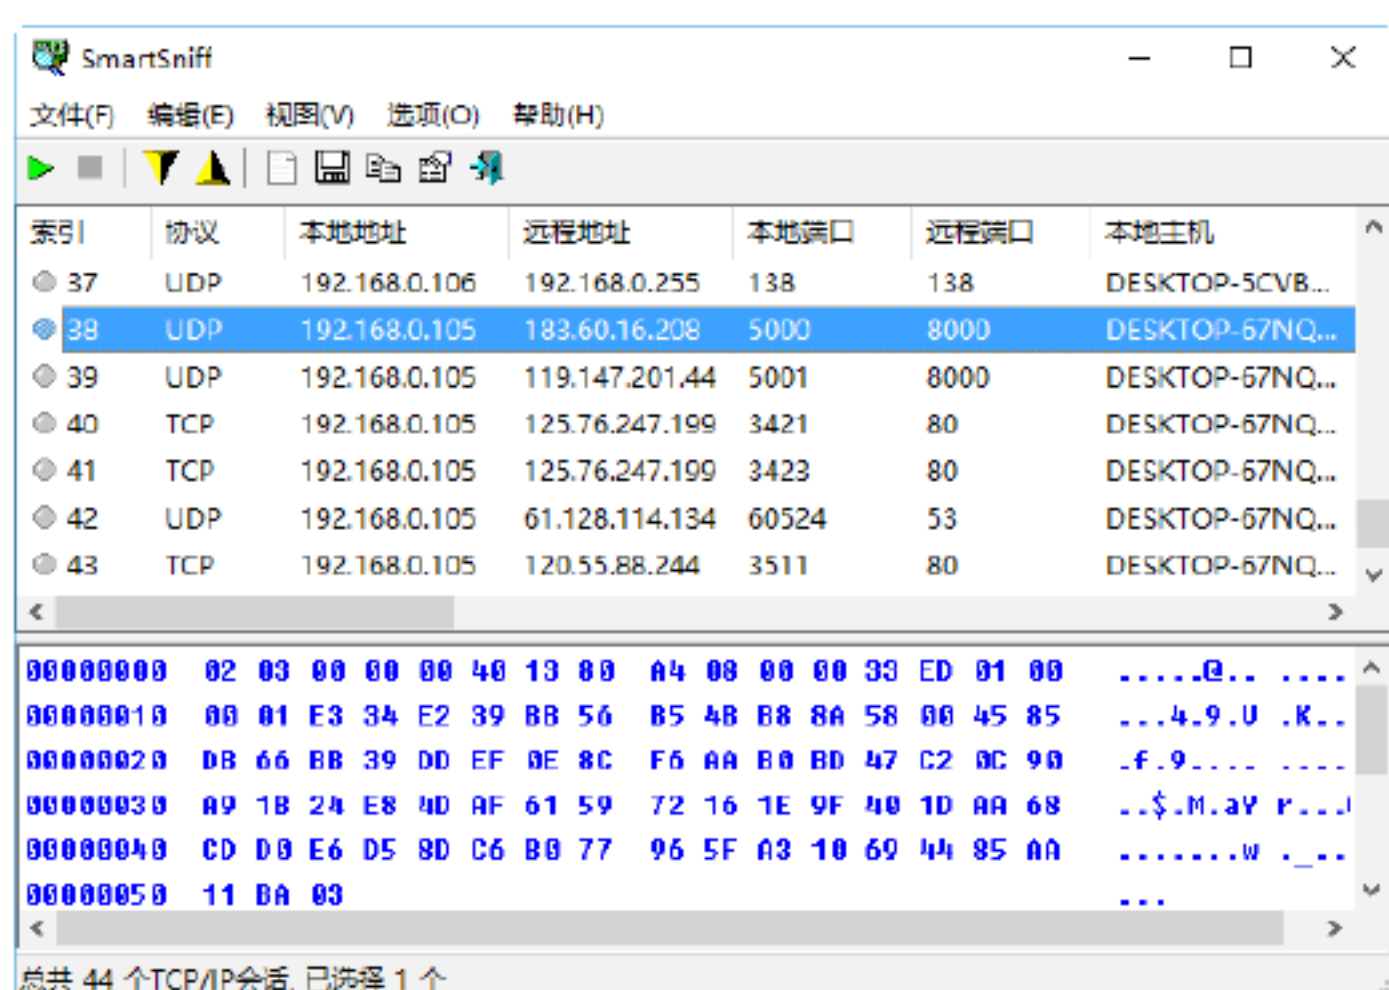 SmartSniff
文件(F) 编辑(E) 视图(V) 选项(O) 帮助(H)
索引 协议 本地地址 远程地址 本地端口 远程端口 本地主机
37 UDP 192.168.0.106 192.168.0.255 138 138 DESKTOP-5CVB...
38 UDP 192.168.0.105 183.60.16.208 5000 8000 DESKTOP-67NQ...
39 UDP 192.168.0.105 119.147.201.44 5001 8000 DESKTOP-67NQ...
40 TCP 192.168.0.105 125.76.247.199 3421 80 DESKTOP-67NQ...
41 TCP 192.168.0.105 125.76.247.199 3423 80 DESKTOP-67NQ...
42 UDP 192.168.0.105 61.128.114.134 60524 53 DESKTOP-67NQ...
43 TCP 192.168.0.105 120.55.88.244 3511 80 DESKTOP-67NQ...
00000000 02 03 00 00 00 40 13 80 A4 08 00 00 33 ED 01 00 .....@.. ....
00000010 00 01 E3 34 E2 39 BB 56 B5 4B B8 8A 58 00 45 85 ...4.9.V .K..
00000020 DB 66 BB 39 DD EF 0E 8C F6 AA B0 BD 47 C2 0C 90 .f.9.... ....
00000030 A9 1B 24 E8 4D AF 61 59 72 16 1E 9F 40 1D AA 68 ..$.M.aY r...
00000040 CD D0 E6 D5 8D C6 B0 77 96 5F A3 10 69 44 85 AA .......w ._..
00000050 11 BA 03 ...
总共 44 个TCP/IP会话, 已选择 1 个